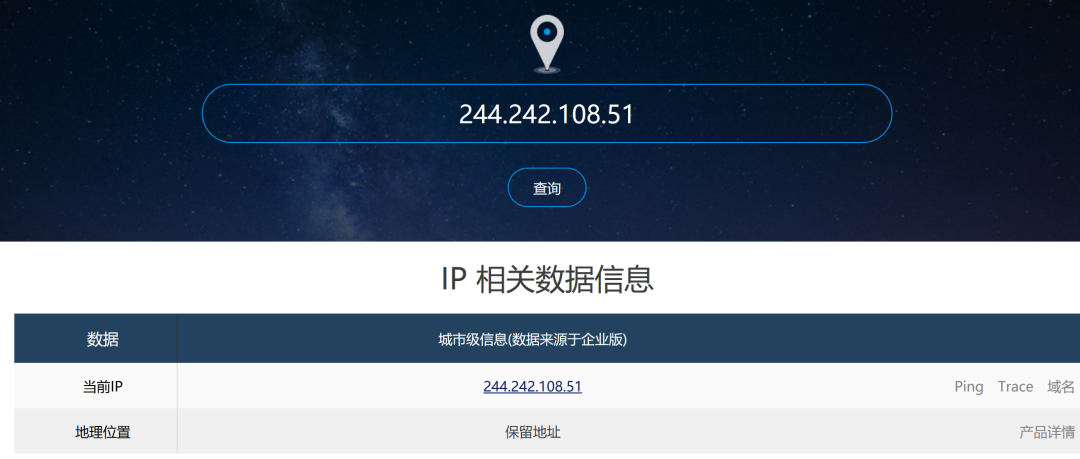 244.242.108.51
查询
IP 相关数据信息
数据 城市级信息(数据来源于企业版)
当前IP 244.242.108.51 Ping Trace 域名
地理位置 保留地址 产品详情